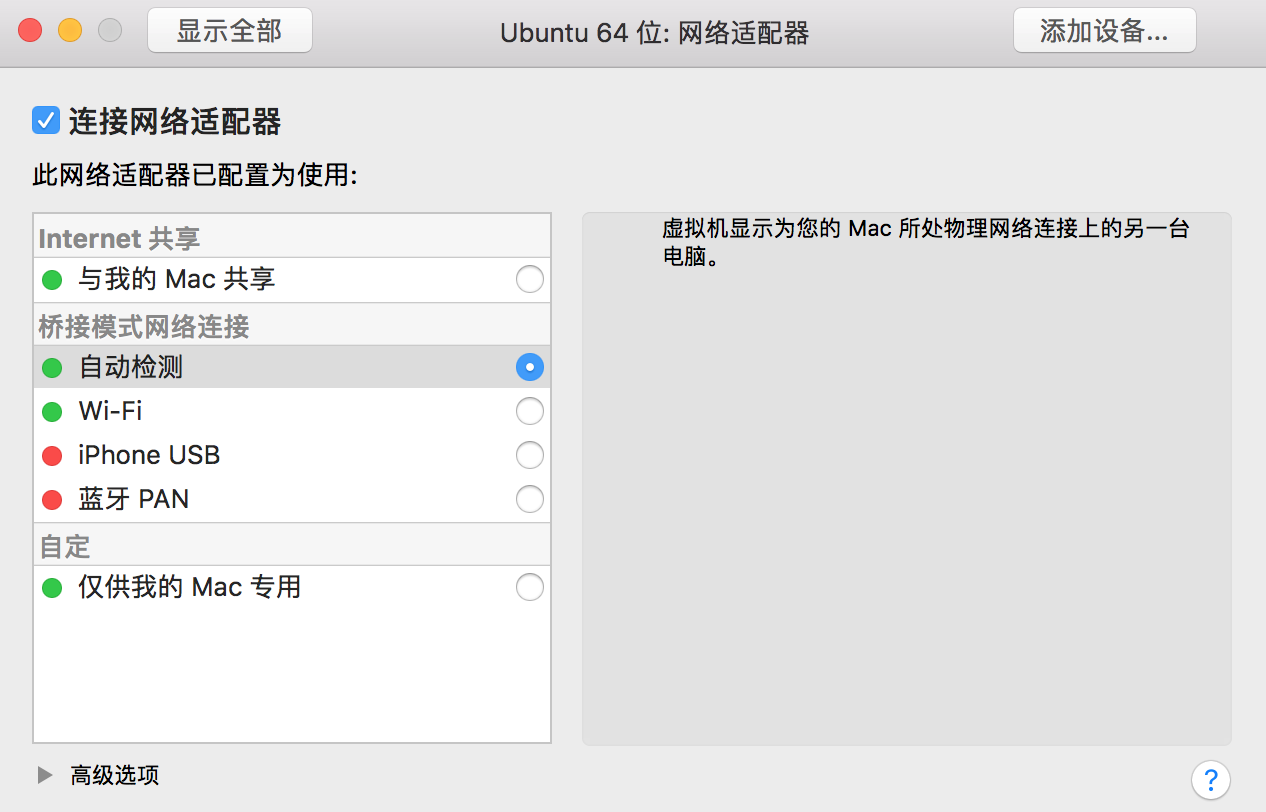 显示全部
Ubuntu 64 位: 网络适配器
添加设备...
连接网络适配器
此网络适配器已配置为使用:
Internet 共享
与我的 Mac 共享
桥接模式网络连接
自动检测
Wi-Fi
iPhone USB
蓝牙 PAN
自定
仅供我的 Mac 专用
虚拟机显示为您的 Mac 所处物理网络连接上的另一台
电脑。
高级选项
?